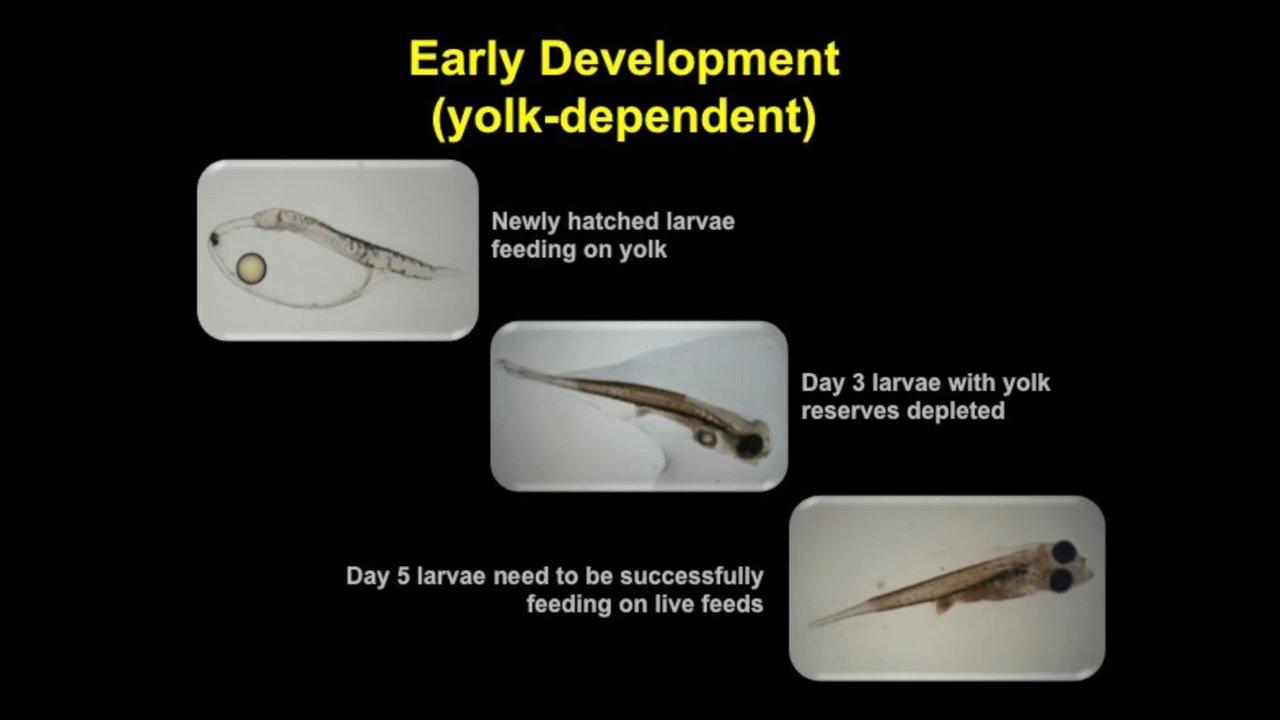 Early Development
(yolk-dependent)
Newly hatched larvae
feeding on yolk
Day 3 larvae with yolk
reserves depleted
Day 5 larvae need to be successfully
feeding on live feeds